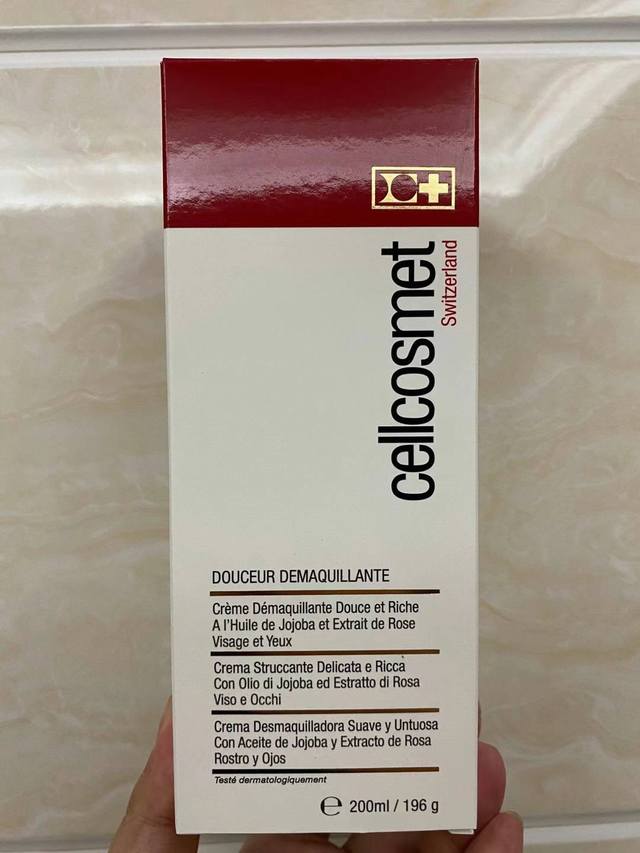 cellcosmet
Switzerland
DOUCEUR DEMAQUILLANTE
Crème Démaquillante Douce et Riche
A l'Huile de Jojoba et Extrait de Rose
Visage et Yeux
Crema Struccante Delicata e Ricca
Con Olio di Jojoba ed Estratto di Rosa
Viso e Occhi
Crema Desmaquilladora Suave y Untuosa
Con Aceite de Jojoba y Extracto de Rosa
Rostro y Ojos
Testé dermatologiquement
℮ 200ml / 196 g